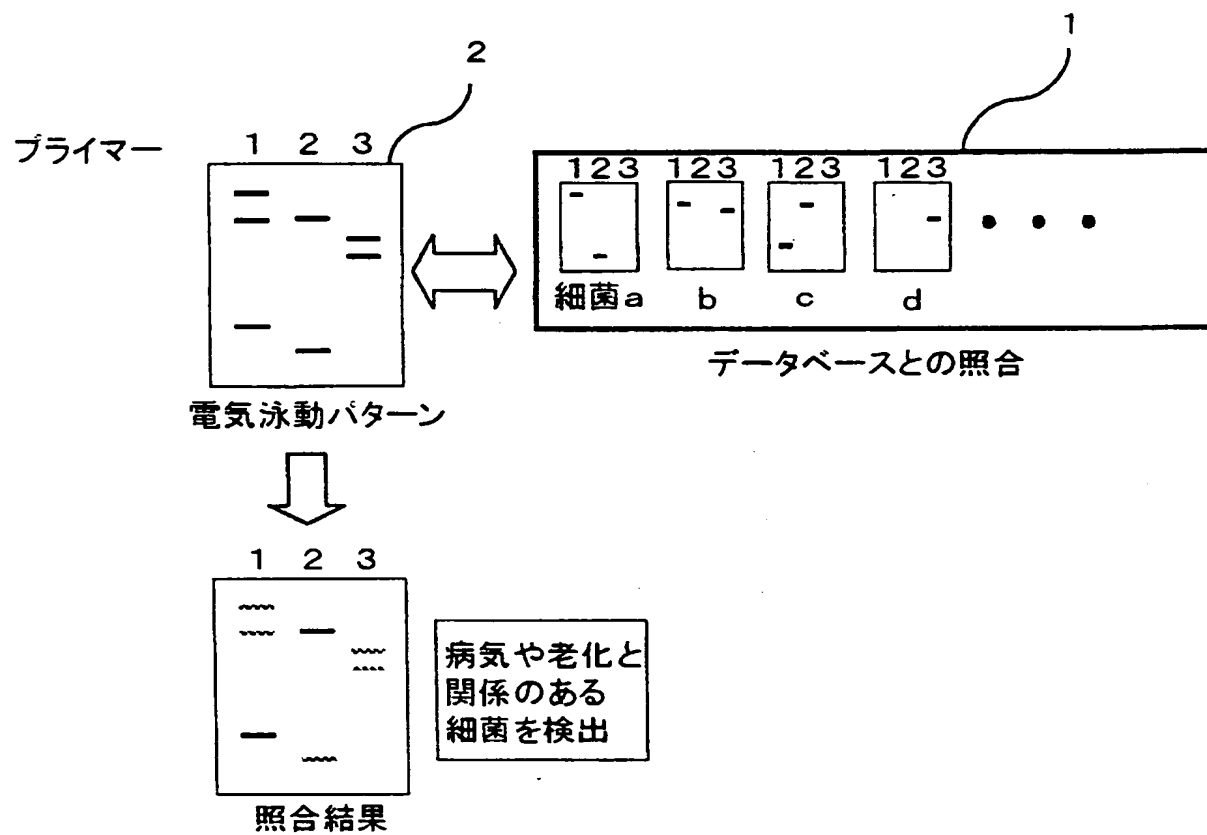 1
2
プライマー 1 2 3
123 123 123 123
細菌a b c d
データベースとの照合
電気泳動パターン
1 2 3
病気や老化と
関係のある
細菌を検出
照合結果